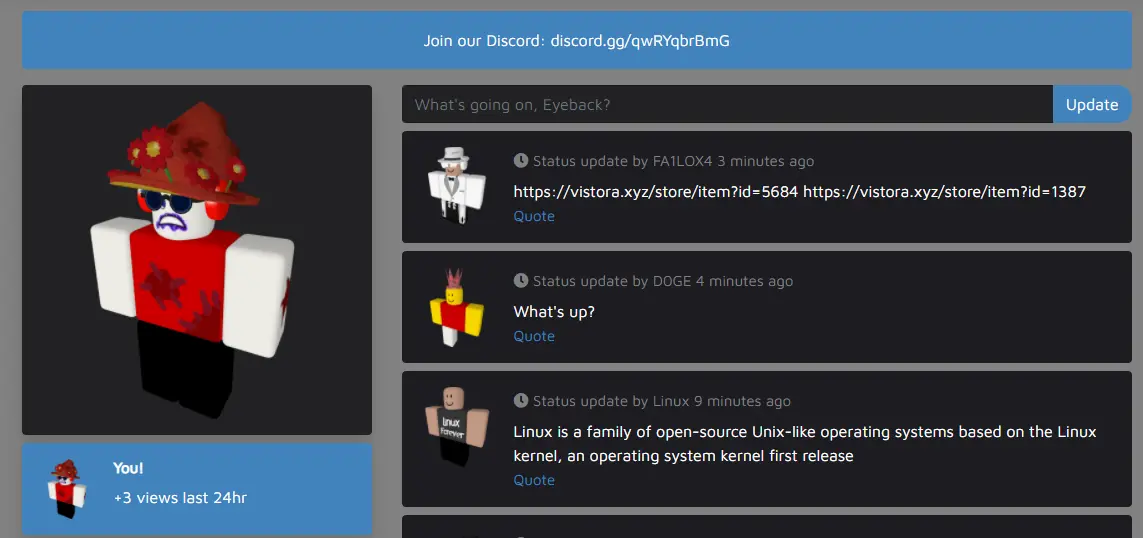 Join our Discord: discord.gg/qwRYqbrBmG
What's going on, Eyeback?
Update
Status update by FA1LOX4 3 minutes ago
https://vistora.xyz/store/item?id=5684 https://vistora.xyz/store/item?id=1387
Quote
Status update by D0GE 4 minutes ago
What's up?
Quote
Status update by Linux 9 minutes ago
Linux is a family of open-source Unix-like operating systems based on the Linux
kernel, an operating system kernel first release
Quote
linux
forever
You!
+3 views last 24hr